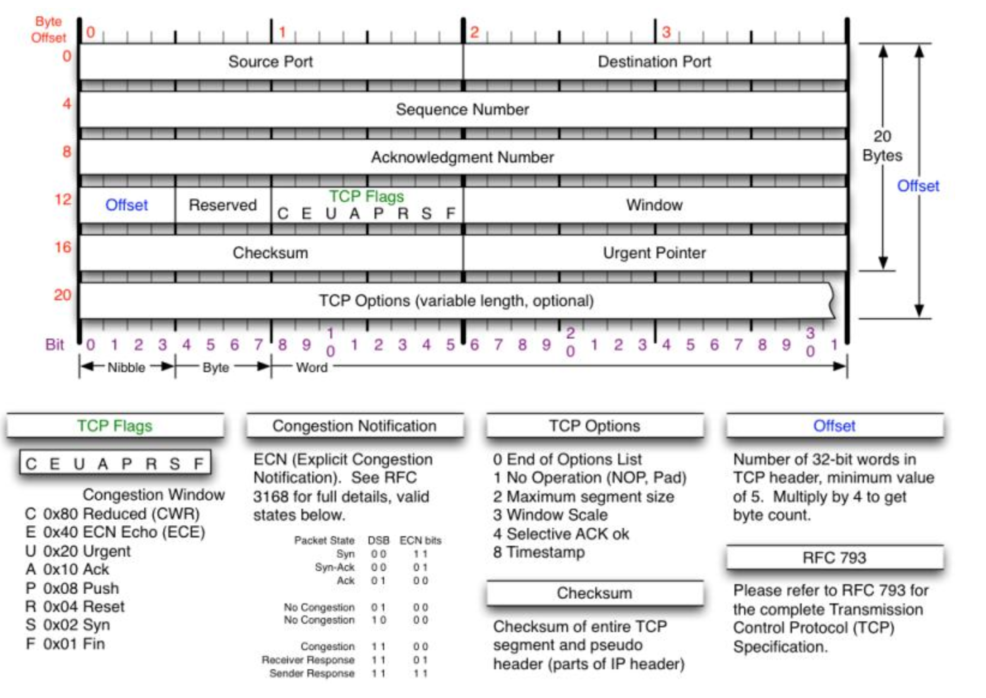 Byte
Offset
0 1 2 3
0 Source Port Destination Port
4 Sequence Number
8 Acknowledgment Number
12 Offset Reserved TCP Flags Window
C E U A P R S F
16 Checksum Urgent Pointer
20 TCP Options (variable length, optional)
20
Bytes
Offset
Bit 0 1 2 3 4 5 6 7 8 9 10 1 2 3 4 5 6 7 8 9 20 1 2 3 4 5 6 7 8 9 30 1
Nibble Byte Word
TCP Flags
C E U A P R S F
Congestion Window
C 0x80 Reduced (CWR)
E 0x40 ECN Echo (ECE)
U 0x20 Urgent
A 0x10 Ack
P 0x08 Push
R 0x04 Reset
S 0x02 Syn
F 0x01 Fin
Congestion Notification
ECN (Explicit Congestion
Notification). See RFC
3168 for full details, valid
states below.
Packet State DSB ECN bits
Syn 0 0 1 1
Syn-Ack 0 0 0 1
Ack 0 1 0 0
No Congestion 0 1 0 0
No Congestion 1 0 0 0
Congestion 1 1 0 0
Receiver Response 1 1 0 1
Sender Response 1 1 1 1
TCP Options
0 End of Options List
1 No Operation (NOP, Pad)
2 Maximum segment size
3 Window Scale
4 Selective ACK ok
8 Timestamp
Checksum
Checksum of entire TCP
segment and pseudo
header (parts of IP header)
Offset
Number of 32-bit words in
TCP header, minimum value
of 5. Multiply by 4 to get
byte count.
RFC 793
Please refer to RFC 793 for
the complete Transmission
Control Protocol (TCP)
Specification.